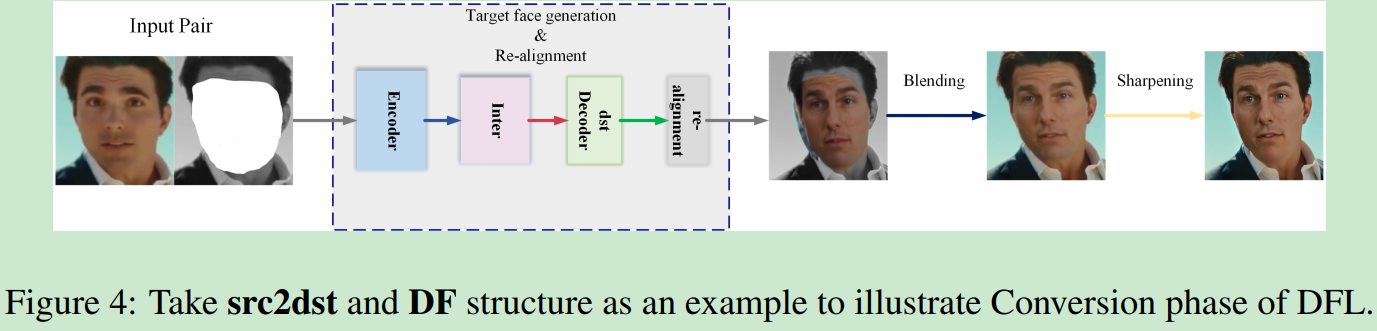 Input Pair
Target face generation
&
Re-alignment
Encoder
Inter
dst
Decoder
re-
alignment
Blending
Sharpening
Figure 4: Take src2dst and DF structure as an example to illustrate Conversion phase of DFL.